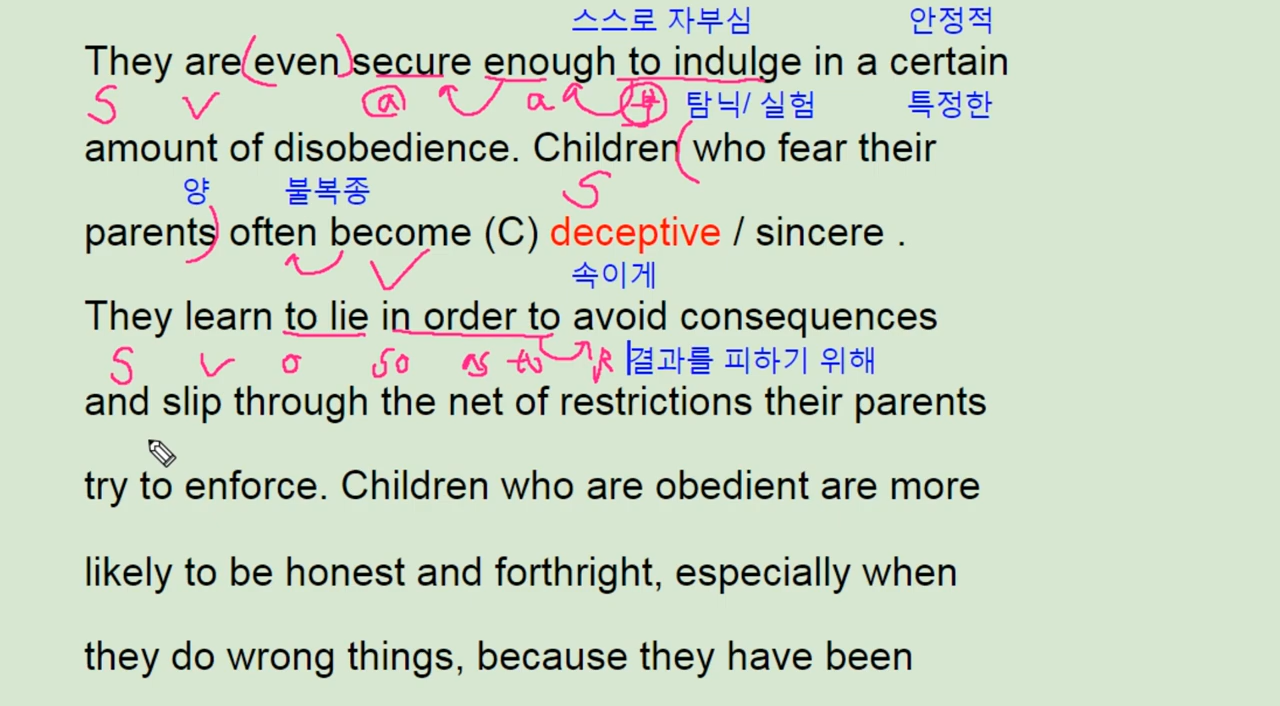 스스로 자부심 안정적
They are (even) secure enough to indulge in a certain
S V a a 부 탐닉/ 실험 특정한
amount of disobedience. Children ( who fear their
양 불복종 S
parents) often become (C) deceptive / sincere .
V 속이게
They learn to lie in order to avoid consequences
S V o so as to R 결과를 피하기 위해
and slip through the net of restrictions their parents
try to enforce. Children who are obedient are more
likely to be honest and forthright, especially when
they do wrong things, because they have been